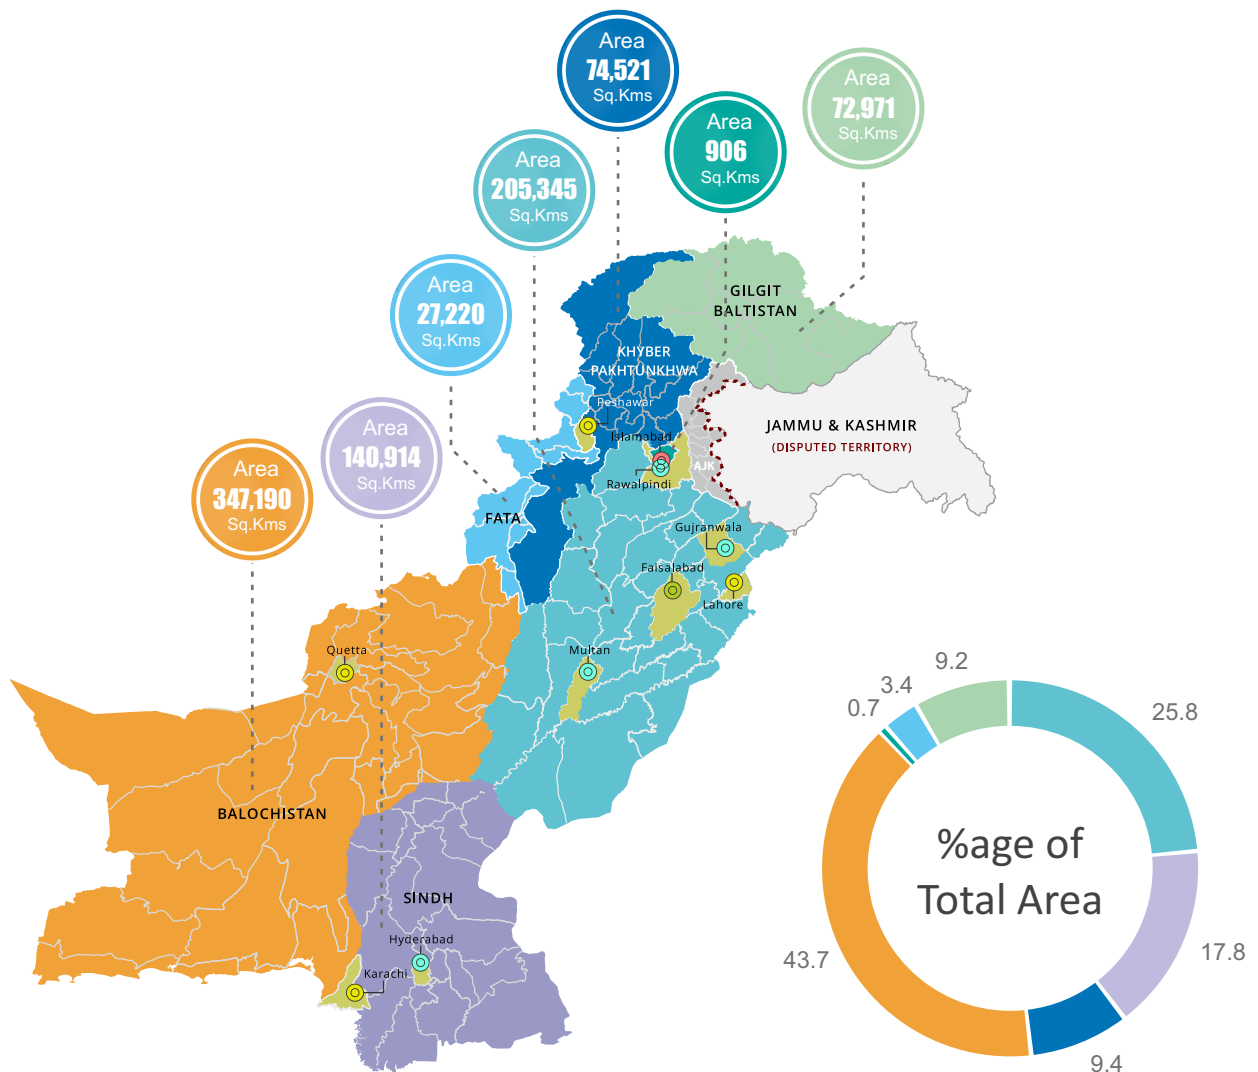 Area
74,521
Sq.Kms
Area
72,971
Sq.Kms
Area
906
Sq.Kms
Area
205,345
Sq.Kms
Area
27,220
Sq.Kms
Area
140,914
Sq.Kms
Area
347,190
Sq.Kms
GILGIT
BALTISTAN
KHYBER
PAKHTUNKHWA
Peshawar
JAMMU & KASHMIR
(DISPUTED TERRITORY)
Islamabad
AJK
Rawalpindi
FATA
Gujranwala
Faisalabad
Lahore
Quetta
Multan
BALOCHISTAN
SINDH
Hyderabad
Karachi
9.2
3.4
0.7
25.8
%age of
Total Area
43.7
17.8
9.4